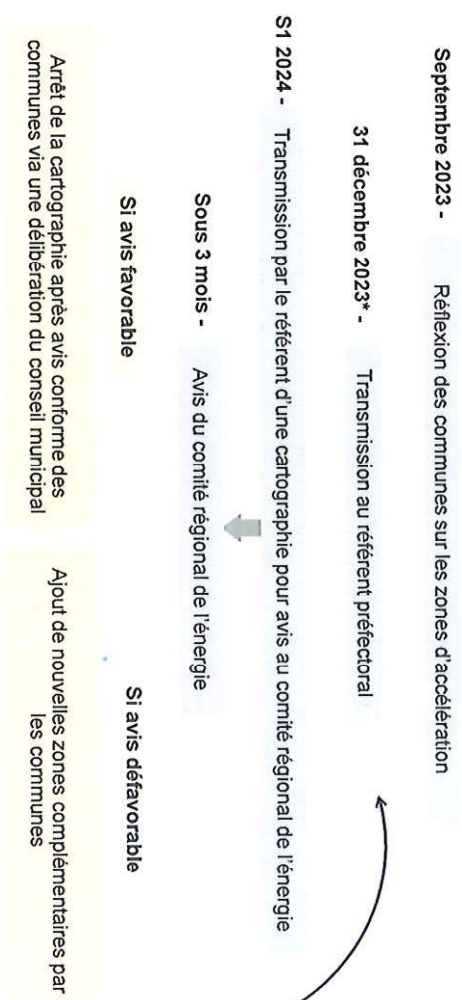 Septembre 2023 - Réflexion des communes sur les zones d'accélération
31 décembre 2023* - Transmission au référent préfectoral
S1 2024 - Transmission par le référent d'une cartographie pour avis au comité régional de l'énergie
Sous 3 mois - Avis du comité régional de l'énergie
Si avis favorable
Si avis défavorable
Arrêt de la cartographie après avis conforme des
communes via une délibération du conseil municipal
Ajout de nouvelles zones complémentaires par
les communes